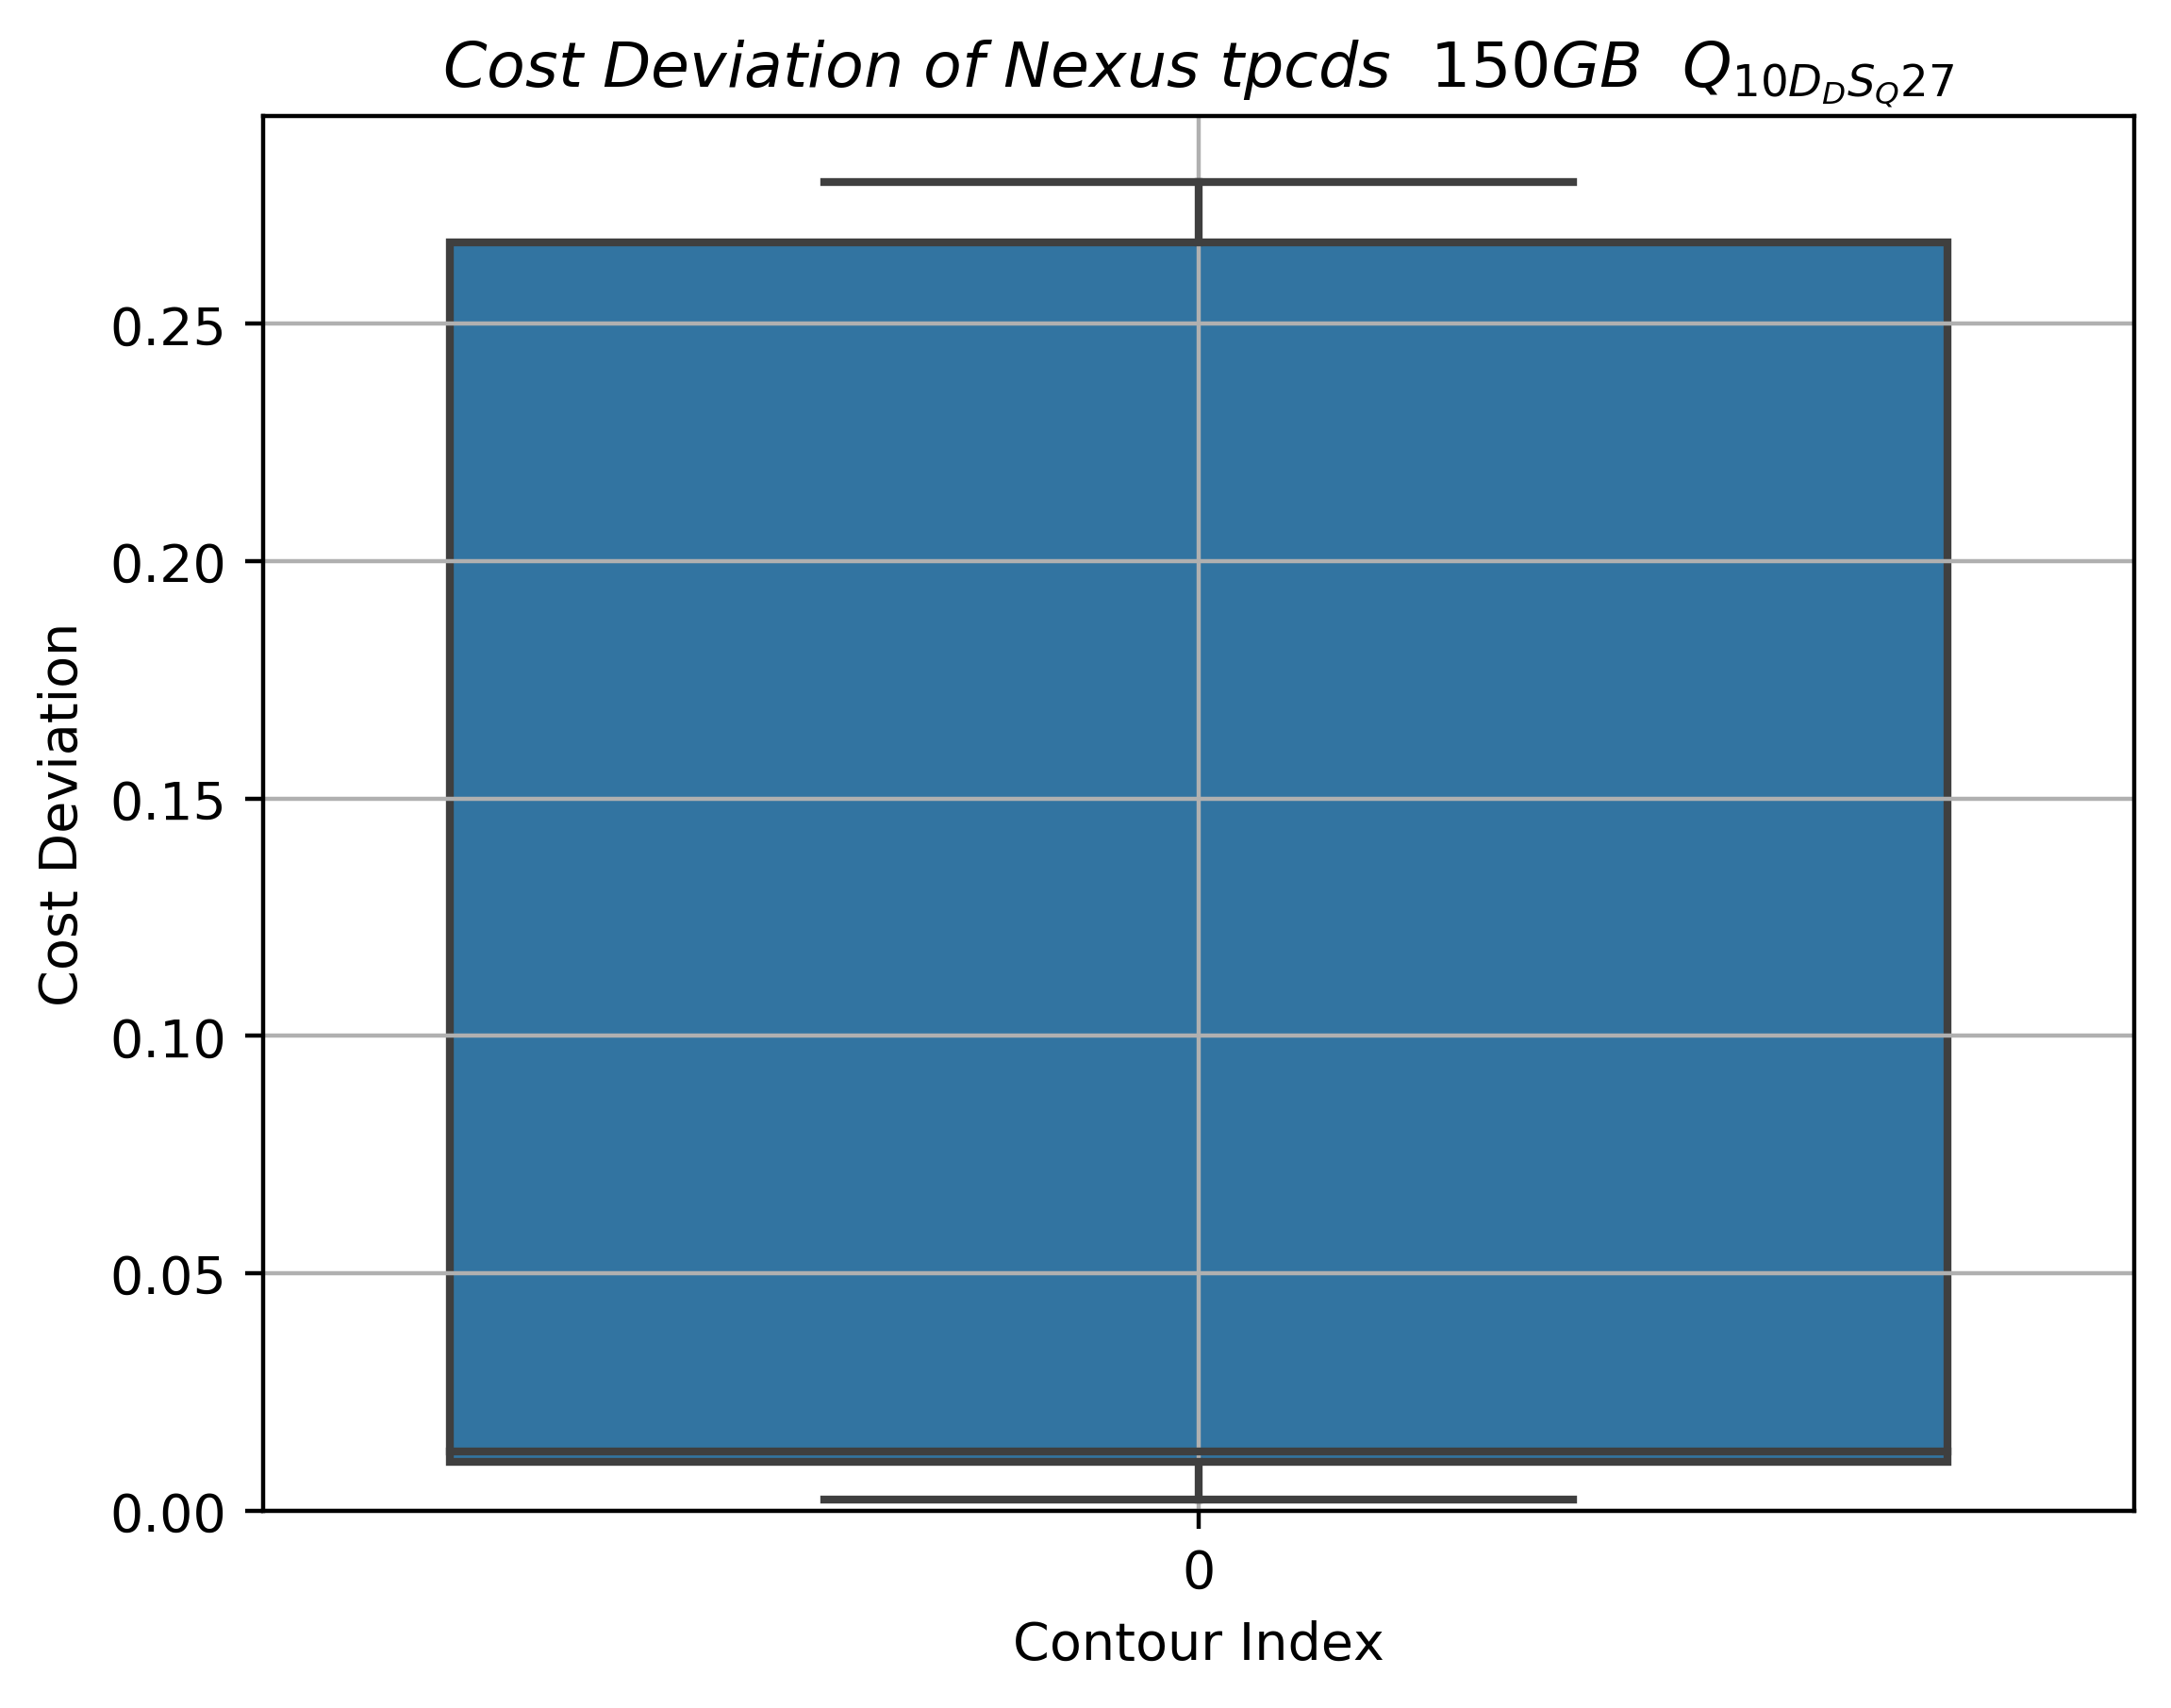 Cost Deviation of Nexus tpcds 150GB Q10DDSQ27
Cost Deviation
0.25
0.20
0.15
0.10
0.05
0.00
0
Contour Index